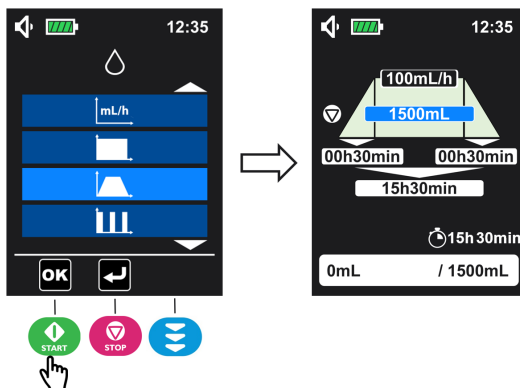 12:35
mL/h
OK
START
STOP
12:35
100mL/h
1500mL
00h30min 00h30min
15h30min
15h30min
0mL / 1500mL